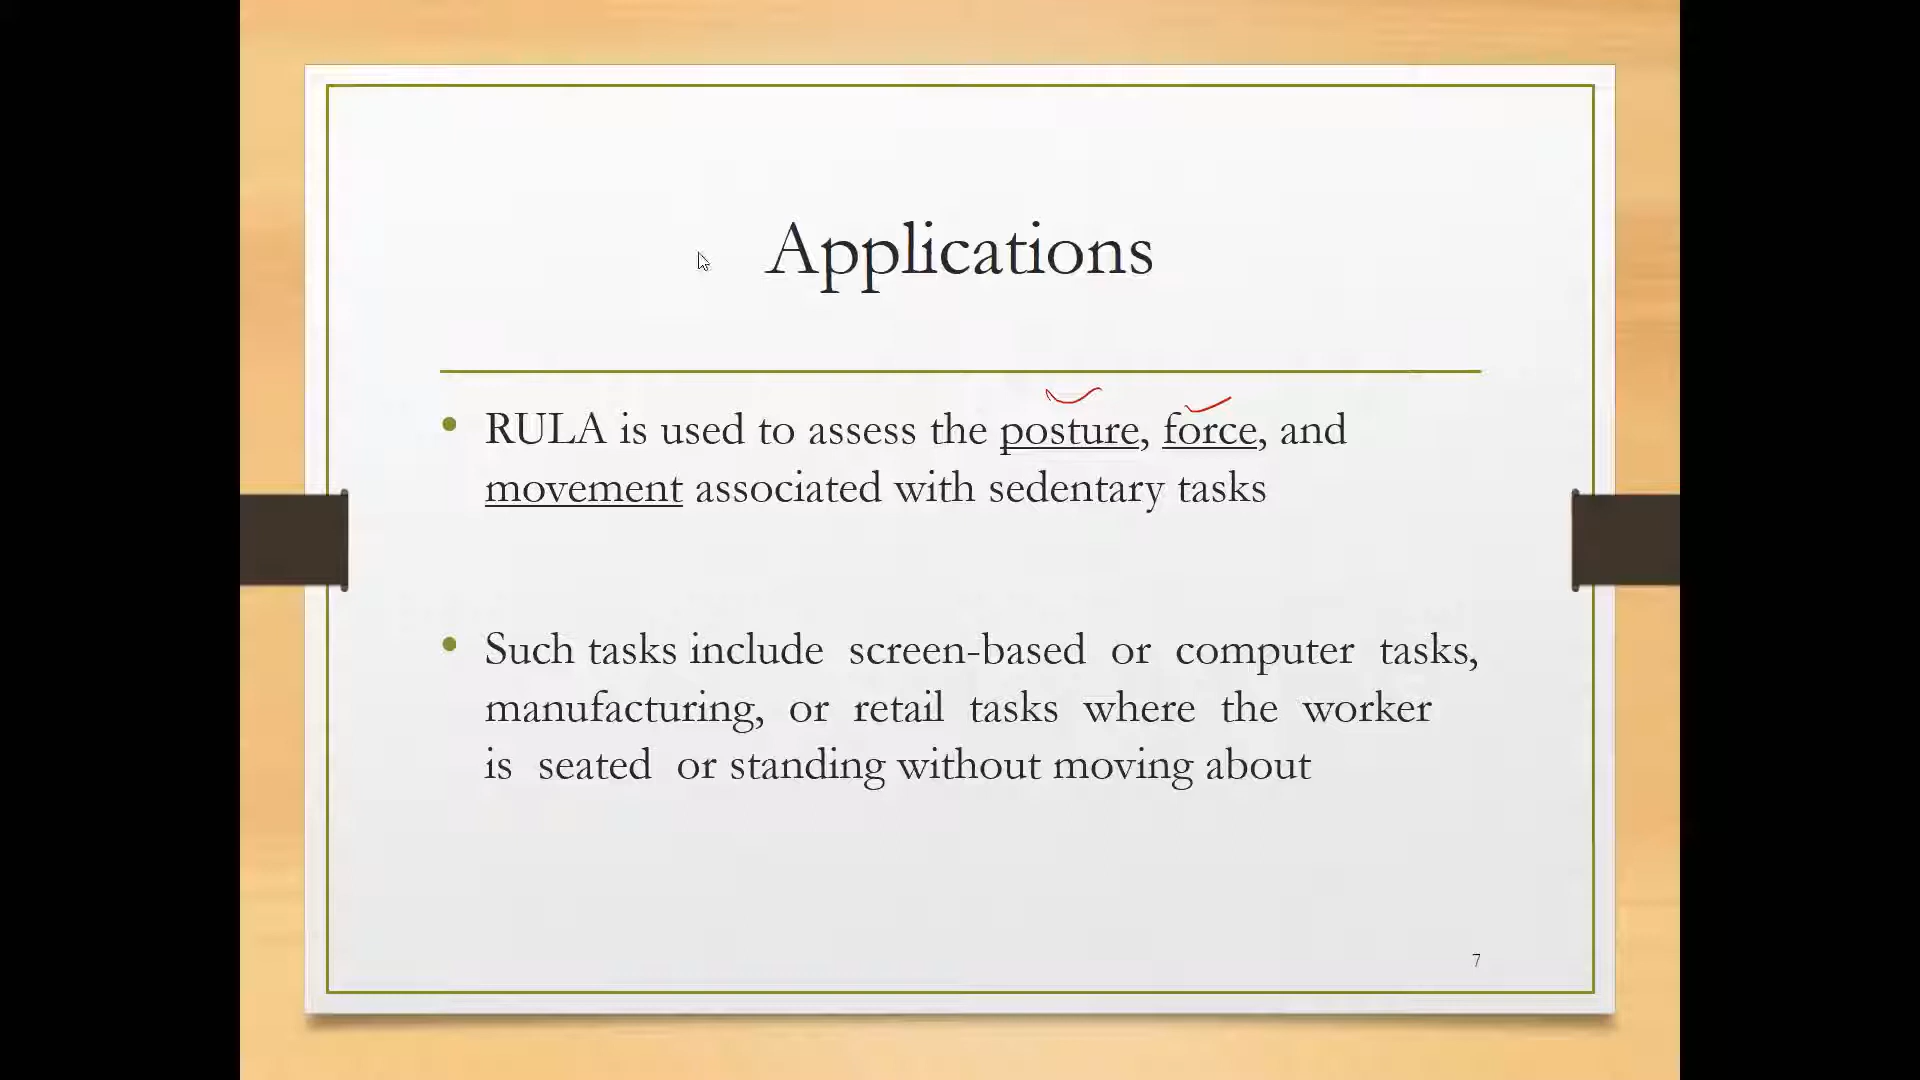 Applications
• RULA is used to assess the posture, force, and
movement associated with sedentary tasks
• Such tasks include screen-based or computer tasks,
manufacturing, or retail tasks where the worker
is seated or standing without moving about
7